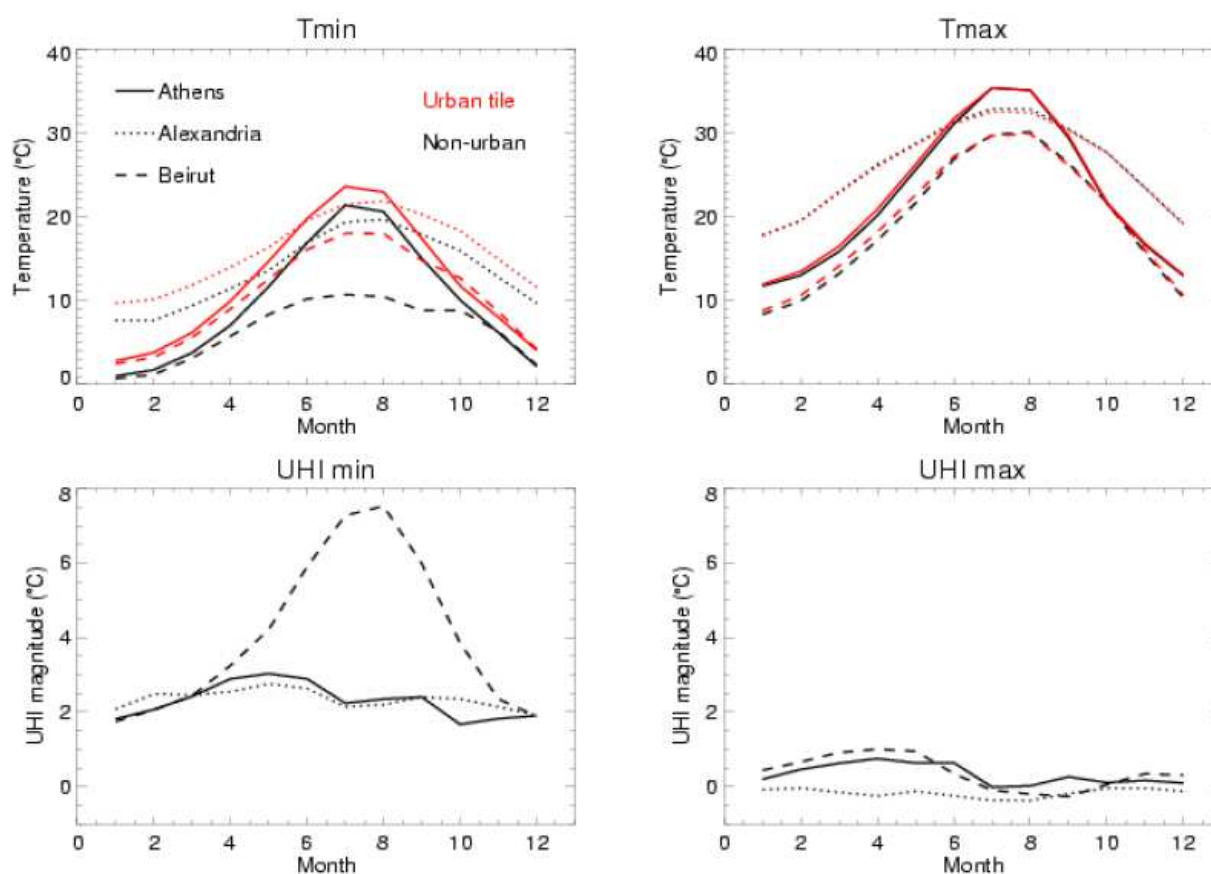 Tmin
40
30
20
10
0
Temperature (°C)
Athens
Alexandria
Beirut
Urban tile
Non-urban
0 2 4 6 8 10 12
Month
Tmax
40
30
20
10
0
Temperature (°C)
0 2 4 6 8 10 12
Month
UHI min
8
6
4
2
0
UHI magnitude (°C)
0 2 4 6 8 10 12
Month
UHI max
8
6
4
2
0
UHI magnitude (°C)
0 2 4 6 8 10 12
Month